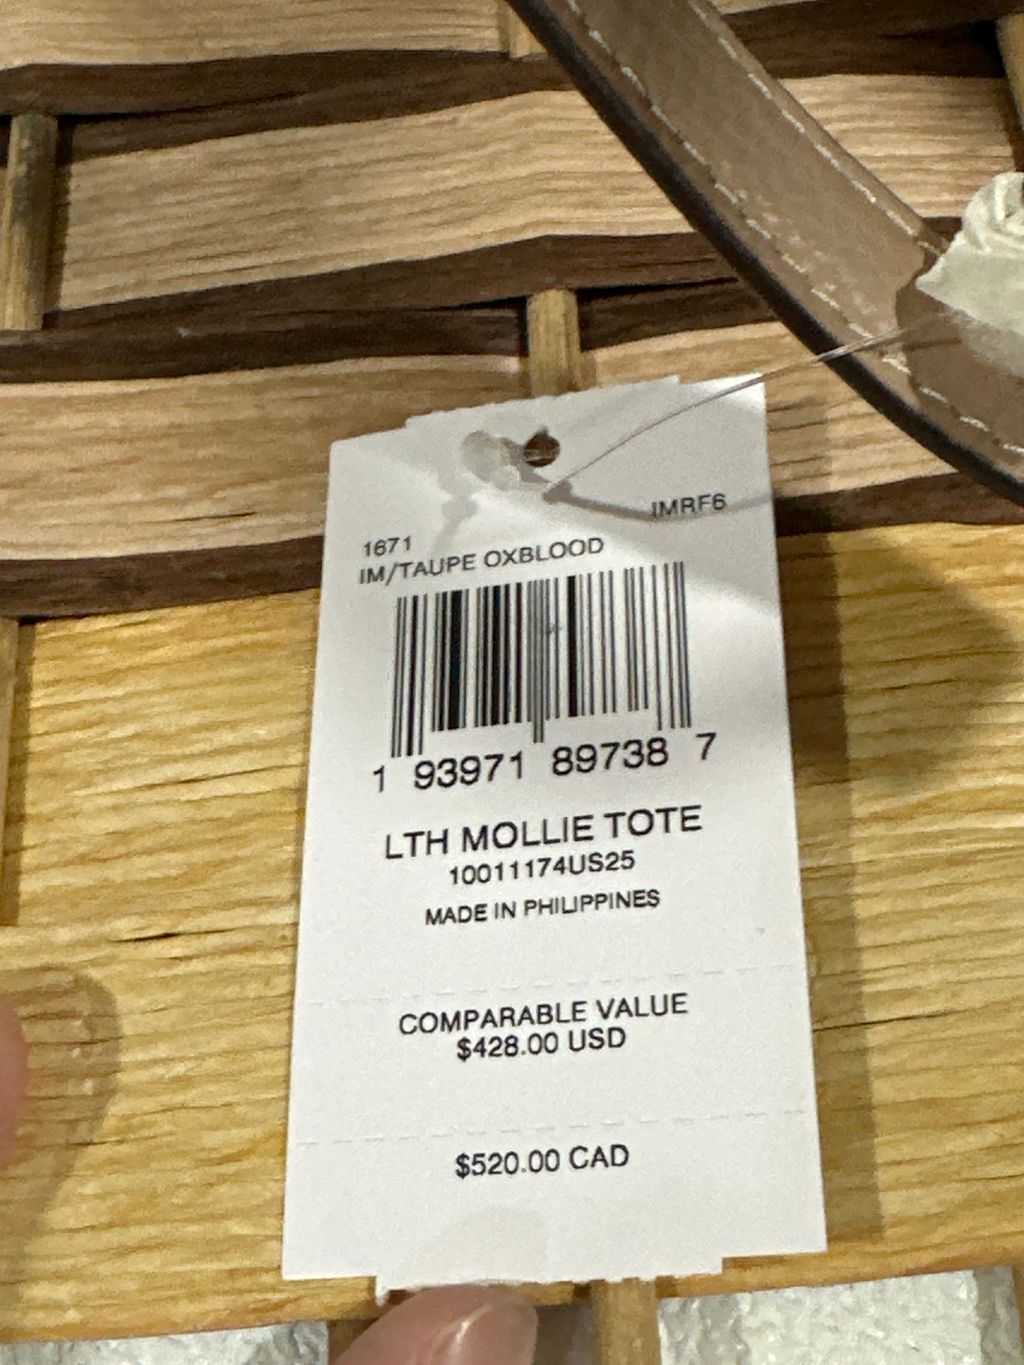 IMRF6
1671
IM/TAUPE OXBLOOD
1 93971 89738 7
LTH MOLLIE TOTE
10011174US25
MADE IN PHILIPPINES
COMPARABLE VALUE
$428.00 USD
$520.00 CAD